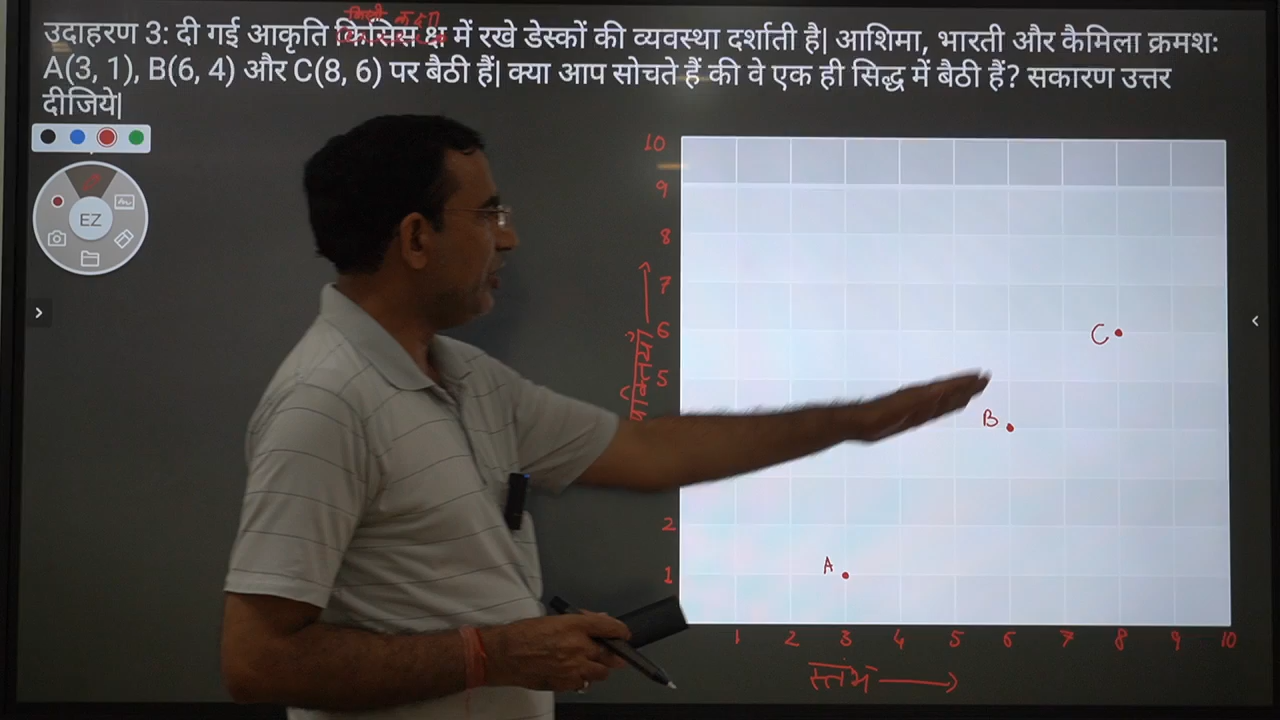 किसी कक्षा
उदाहरण 3: दी गई आकृति किसिस क्ष में रखे डेस्कों की व्यवस्था दर्शाती है| आशिमा, भारती और कैमिला क्रमशः
A(3, 1), B(6, 4) और C(8, 6) पर बैठी हैं| क्या आप सोचते हैं की वे एक ही सिद्ध में बैठी हैं? सकारण उत्तर
दीजिये|
EZ
10
9
8
7
6
5
2
1
C
B
A
1 2 3 4 5 6 7 8 9 10
स्तंभ